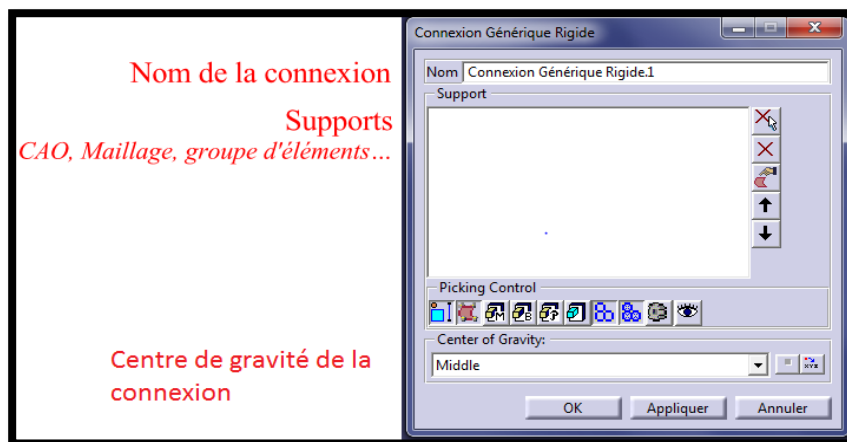 Nom de la connexion
Supports
CAO, Maillage, groupe d'éléments…
Centre de gravité de la
connexion
Connexion Générique Rigide
Nom Connexion Générique Rigide.1
Support
Picking Control
Center of Gravity:
Middle
XYZ
OK Appliquer Annuler